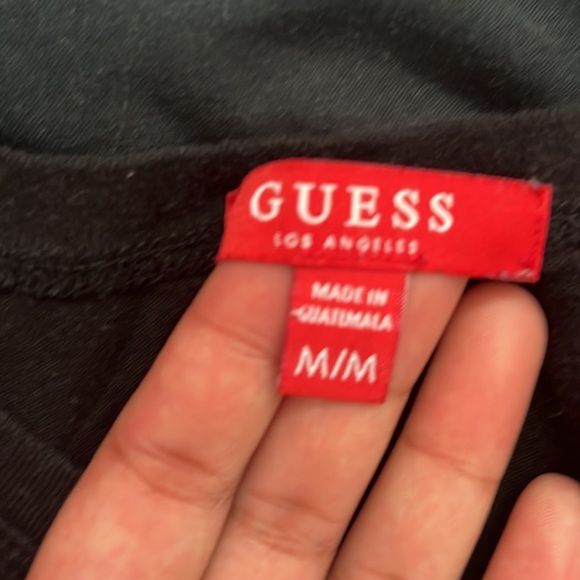 GUESS
LOS ANGELES
MADE IN
GUATEMALA
M/M